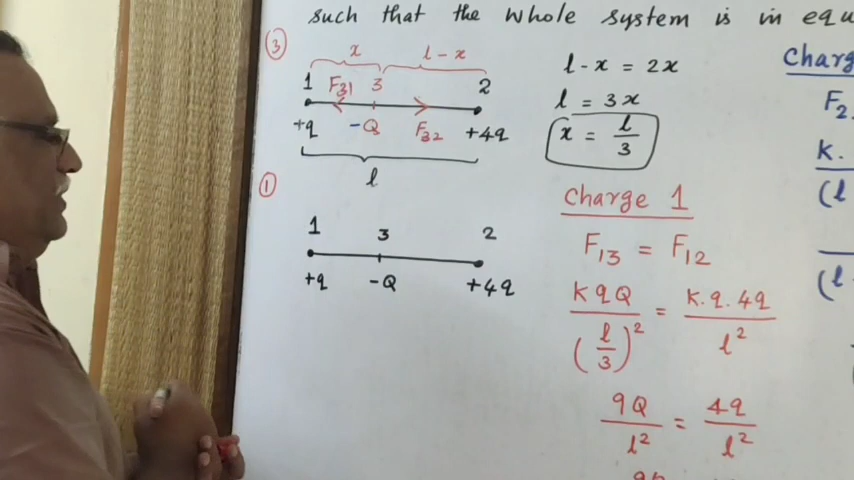 such that the whole system is in equ
③
x l-x
1 F31 3 2
+q -Q F32 +4q
l
①
1 3 2
+q -Q +4q
l-x = 2x
l = 3x
x = l/3
Charge 1
F13 = F12
KqQ/(l/3)² = K.q.4q/l²
9Q/l² = 4q/l²
Charg
F2
K.
(l
(l